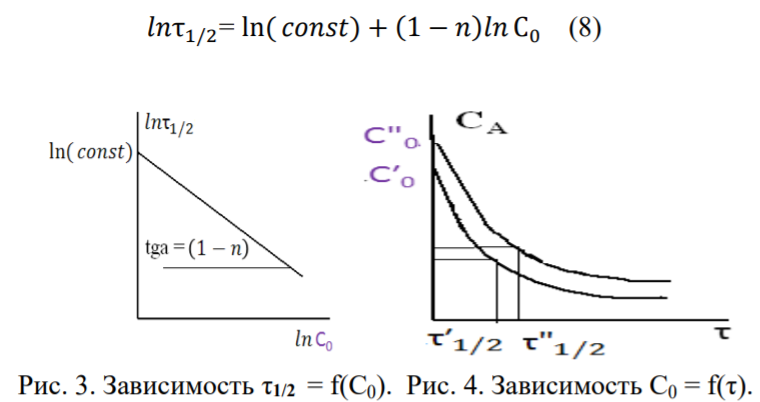 lnτ1/2= ln( const) + (1 − n)ln C0 (8)
lnτ1/2
ln( const)
tga = (1 − n)
ln C0
C"0
C'0
CA
τ'1/2 τ"1/2
τ
Рис. 3. Зависимость τ1/2 = f(C0). Рис. 4. Зависимость C0 = f(τ).